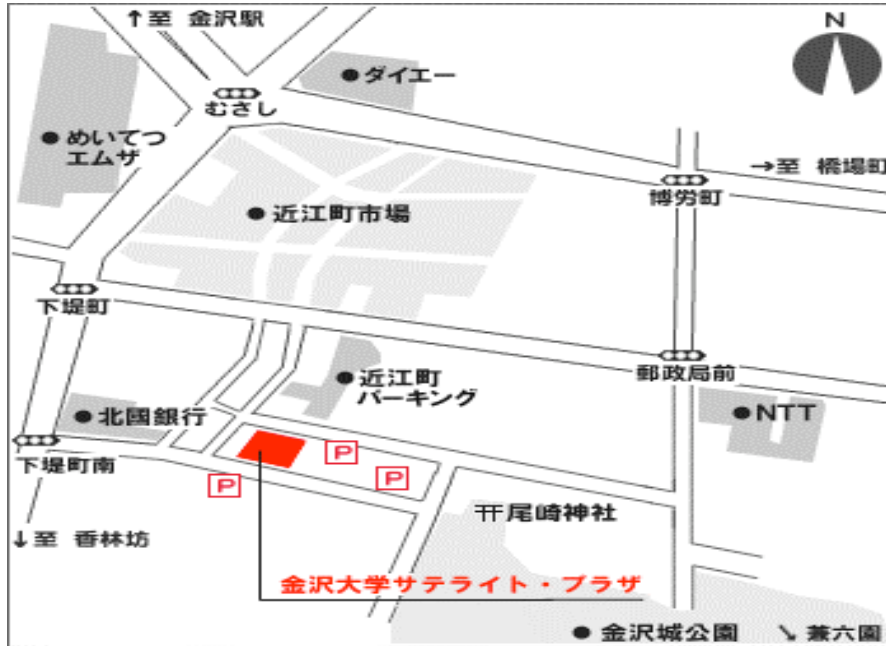 ↑至 金沢駅
N
ダイエー
むさし
めいてつ
エムザ
→至 橋場町
博労町
近江町市場
下堤町
郵政局前
近江町
パーキング
北国銀行
NTT
下堤町南
P
P
P
尾崎神社
↓至 香林坊
金沢大学サテライト・プラザ
金沢城公園
↘ 兼六園